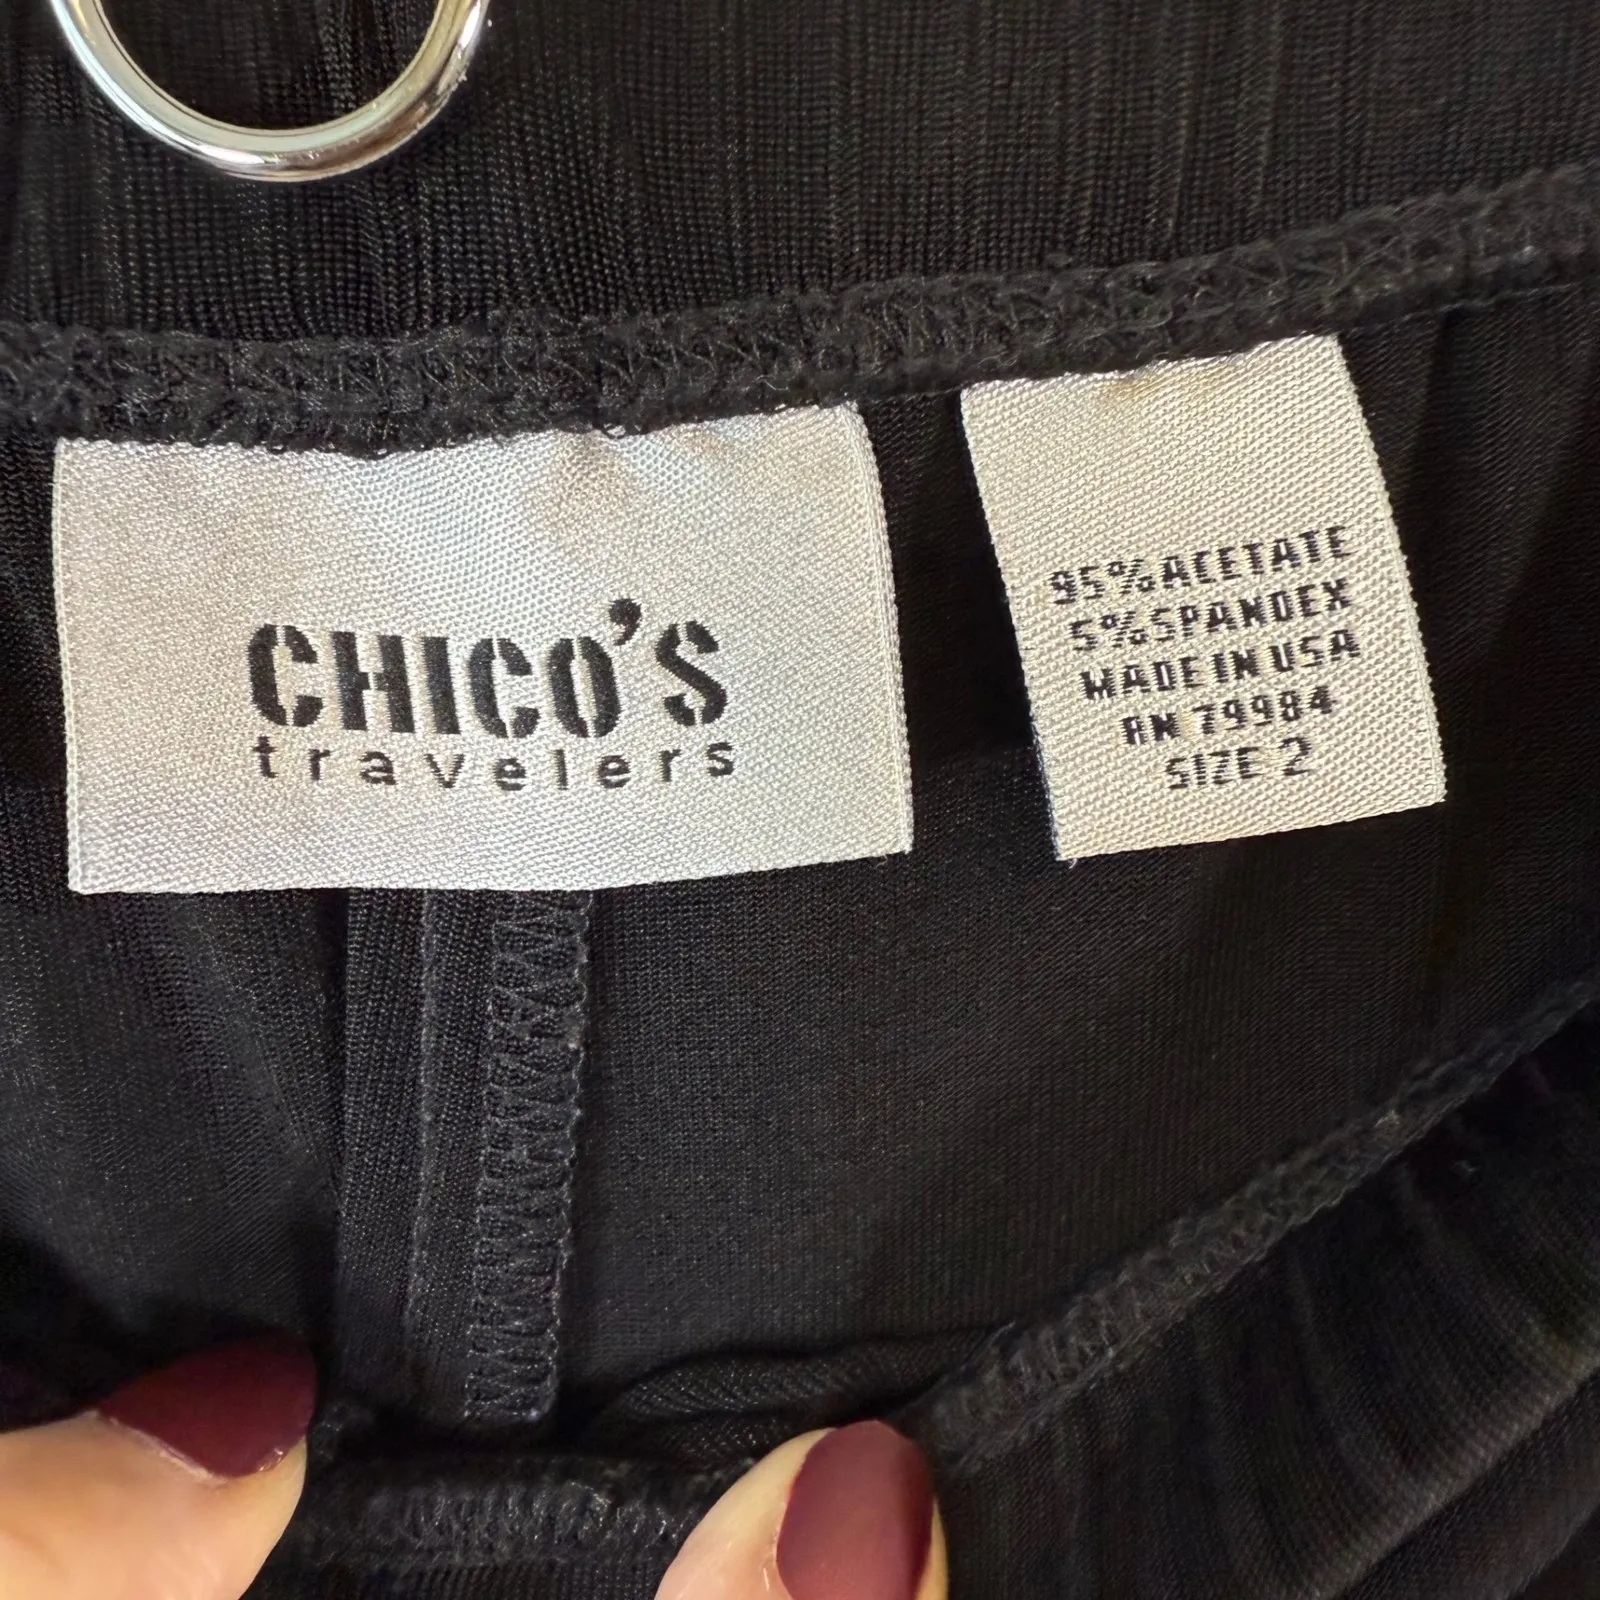 CHICO'S
travelers
95% ACETATE
5% SPANDEX
MADE IN USA
RN 79984
SIZE 2